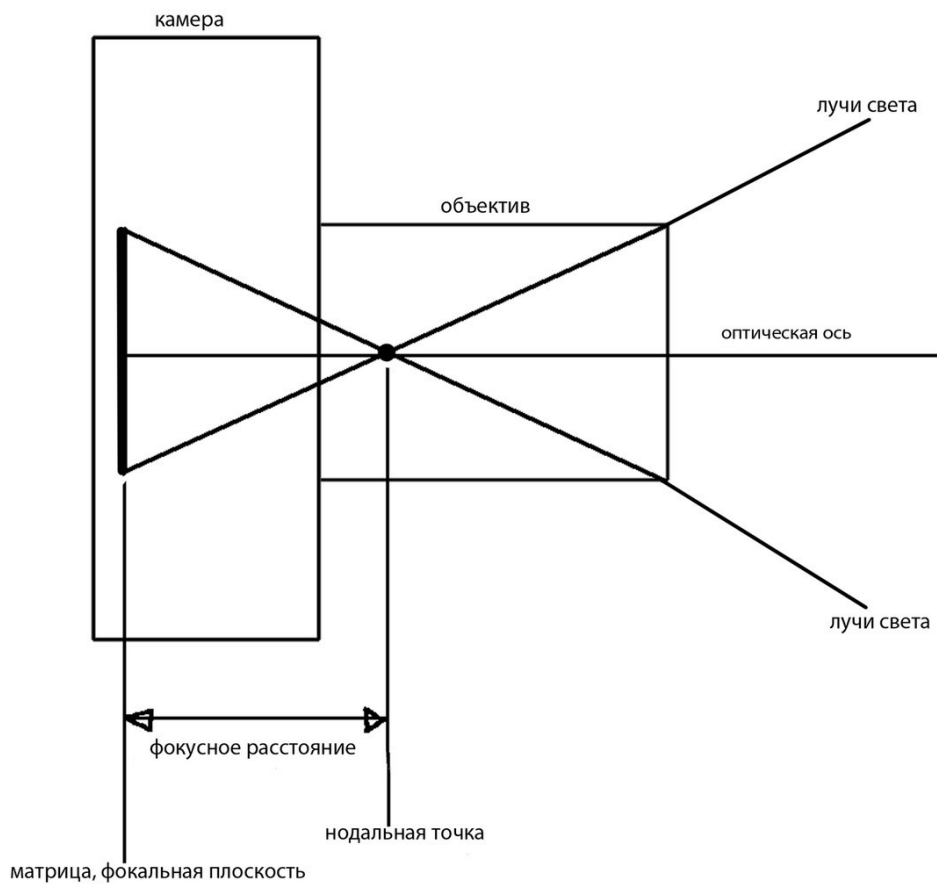 камера
лучи света
объектив
оптическая ось
лучи света
фокусное расстояние
нодальная точка
матрица, фокальная плоскость